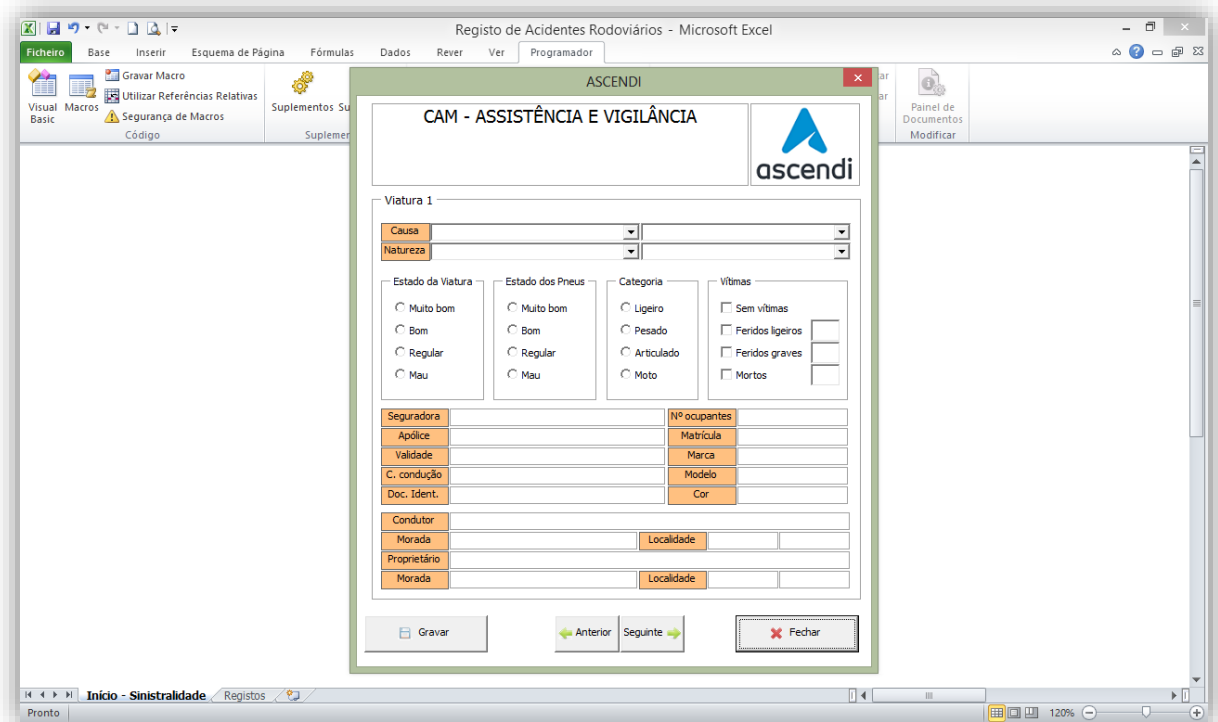 Registo de Acidentes Rodoviários - Microsoft Excel
Ficheiro Base Inserir Esquema de Página Fórmulas Dados Rever Ver Programador
Visual Basic
Macros
Gravar Macro
Utilizar Referências Relativas
Segurança de Macros
Código
Suplementos Su
Suplemen
ar
ar
Painel de
Documentos
Modificar
ASCENDI
CAM - ASSISTÊNCIA E VIGILÂNCIA
ascendi
Viatura 1
Causa
Natureza
Estado da Viatura Estado dos Pneus Categoria Vítimas
Muito bom Muito bom Ligeiro Sem vítimas
Bom Bom Pesado Feridos ligeiros
Regular Regular Articulado Feridos graves
Mau Mau Moto Mortos
Seguradora Nº ocupantes
Apólice Matrícula
Validade Marca
C. condução Modelo
Doc. Ident. Cor
Condutor
Morada Localidade
Proprietário
Morada Localidade
Gravar Anterior Seguinte Fechar
Início - Sinistralidade Registos
Pronto 120%